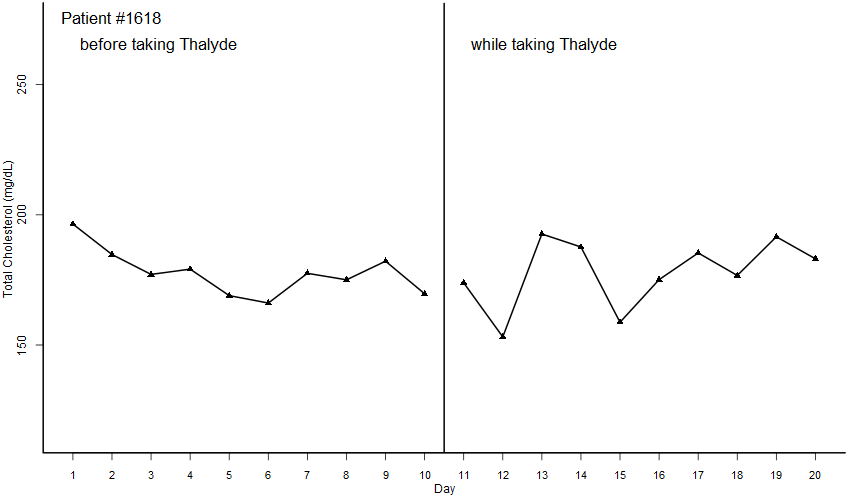 Patient #1618
before taking Thalyde
while taking Thalyde
250
200
150
Total Cholesterol (mg/dL)
1 2 3 4 5 6 7 8 9 10 11 12 13 14 15 16 17 18 19 20
Day